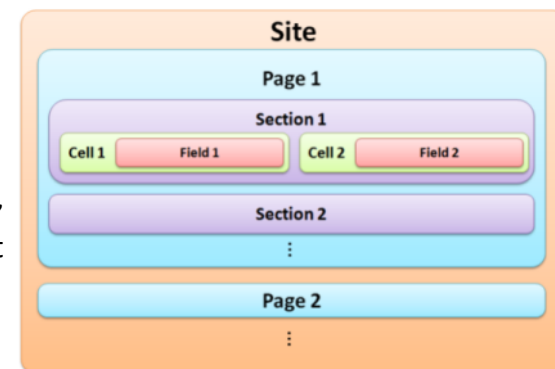 Site
Page 1
Section 1
Cell 1 Field 1 Cell 2 Field 2
Section 2
⋮
Page 2
⋮